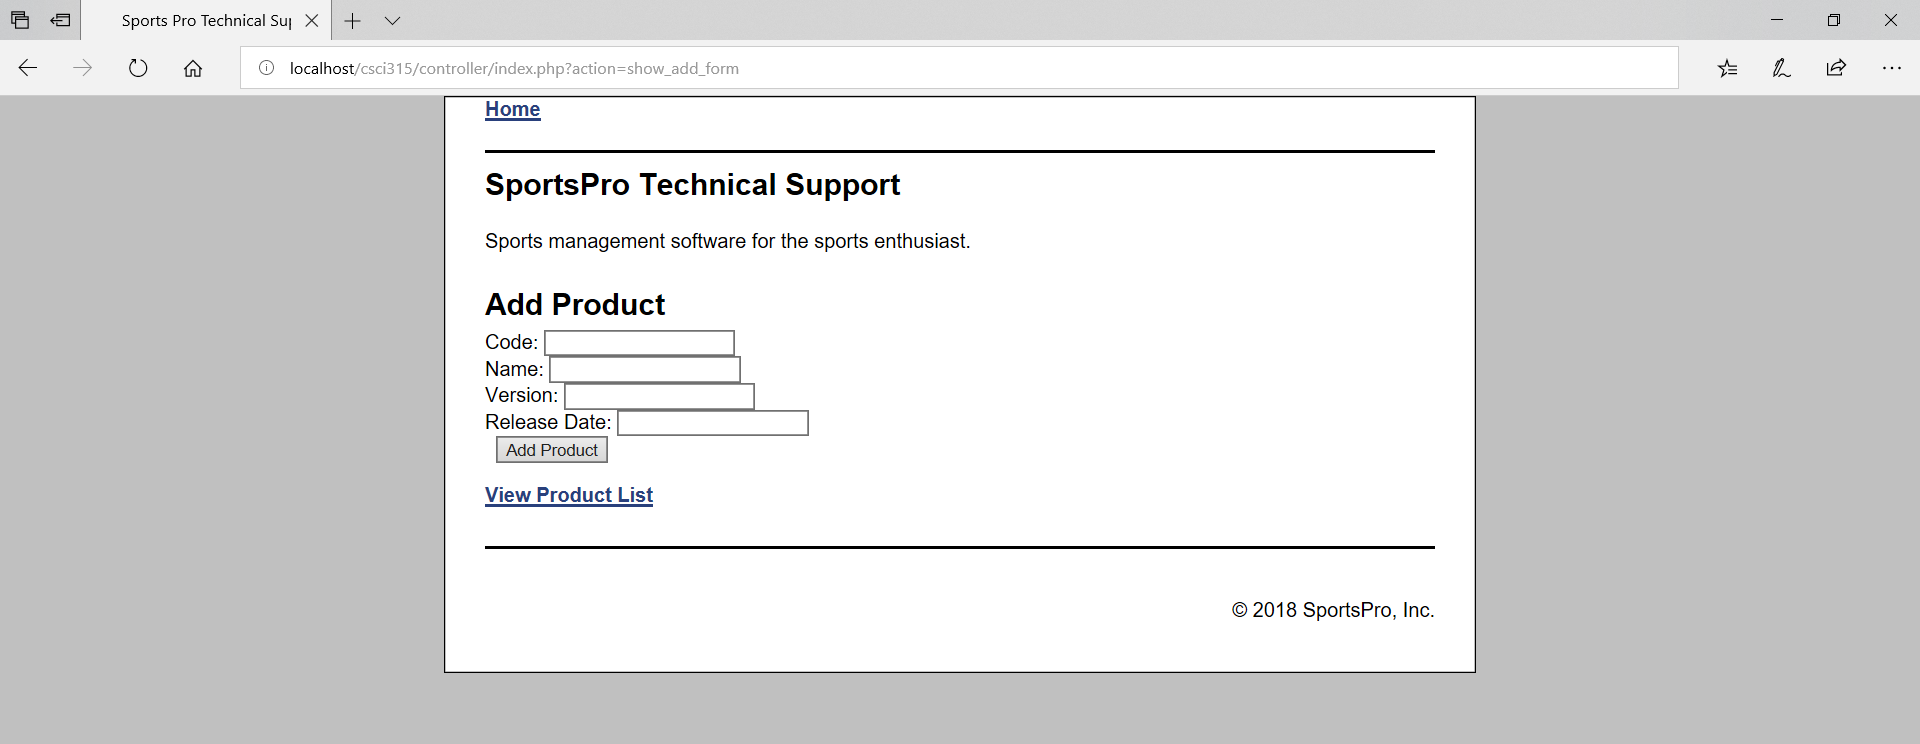 Sports Pro Technical Su
localhost/csci315/controller/index.php?action=show_add_form
Home
SportsPro Technical Support
Sports management software for the sports enthusiast.
Add Product
Code:
Name:
Version:
Release Date:
Add Product
View Product List
© 2018 SportsPro, Inc.